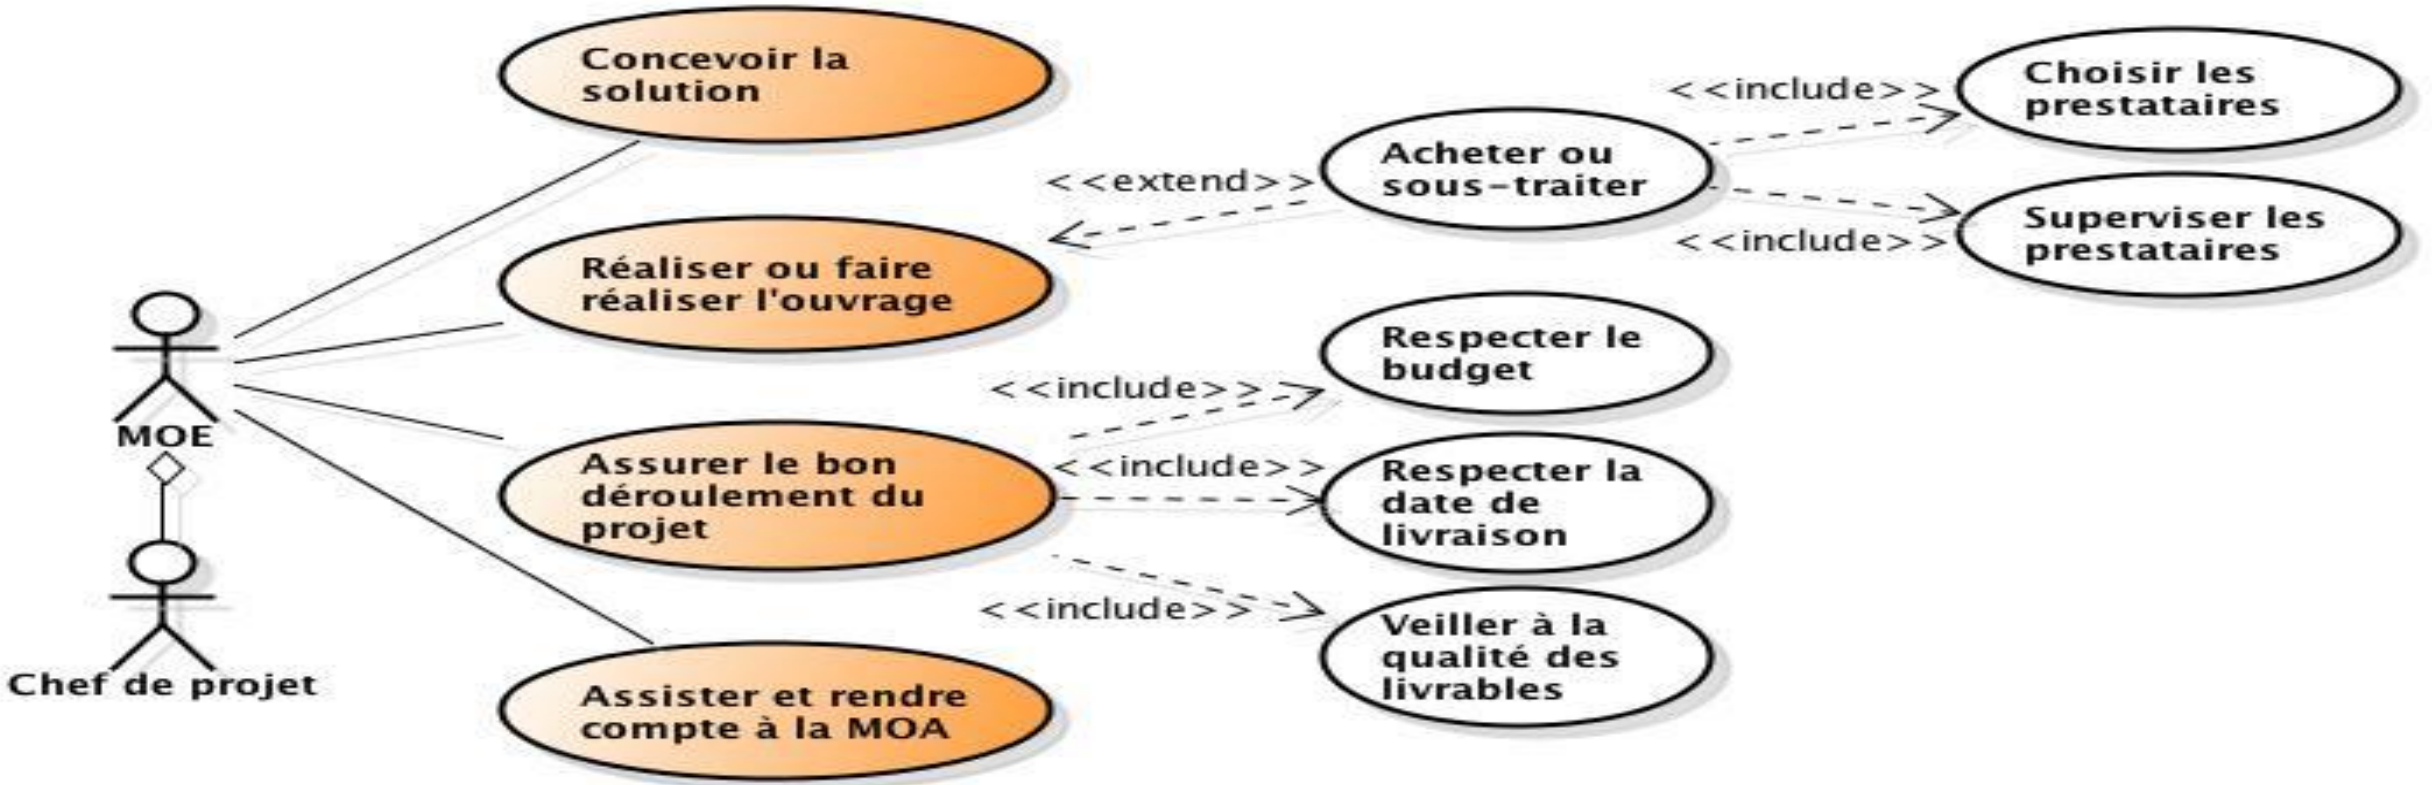 Concevoir la
solution
<<include>>
Choisir les
prestataires
Acheter ou
sous-traiter
<<extend>>
<<include>>
Superviser les
prestataires
Réaliser ou faire
réaliser l'ouvrage
Respecter le
budget
<<include>>
MOE
Assurer le bon
déroulement du
projet
<<include>>
Respecter la
date de
livraison
<<include>>
Veiller à la
qualité des
livrables
Chef de projet
Assister et rendre
compte à la MOA